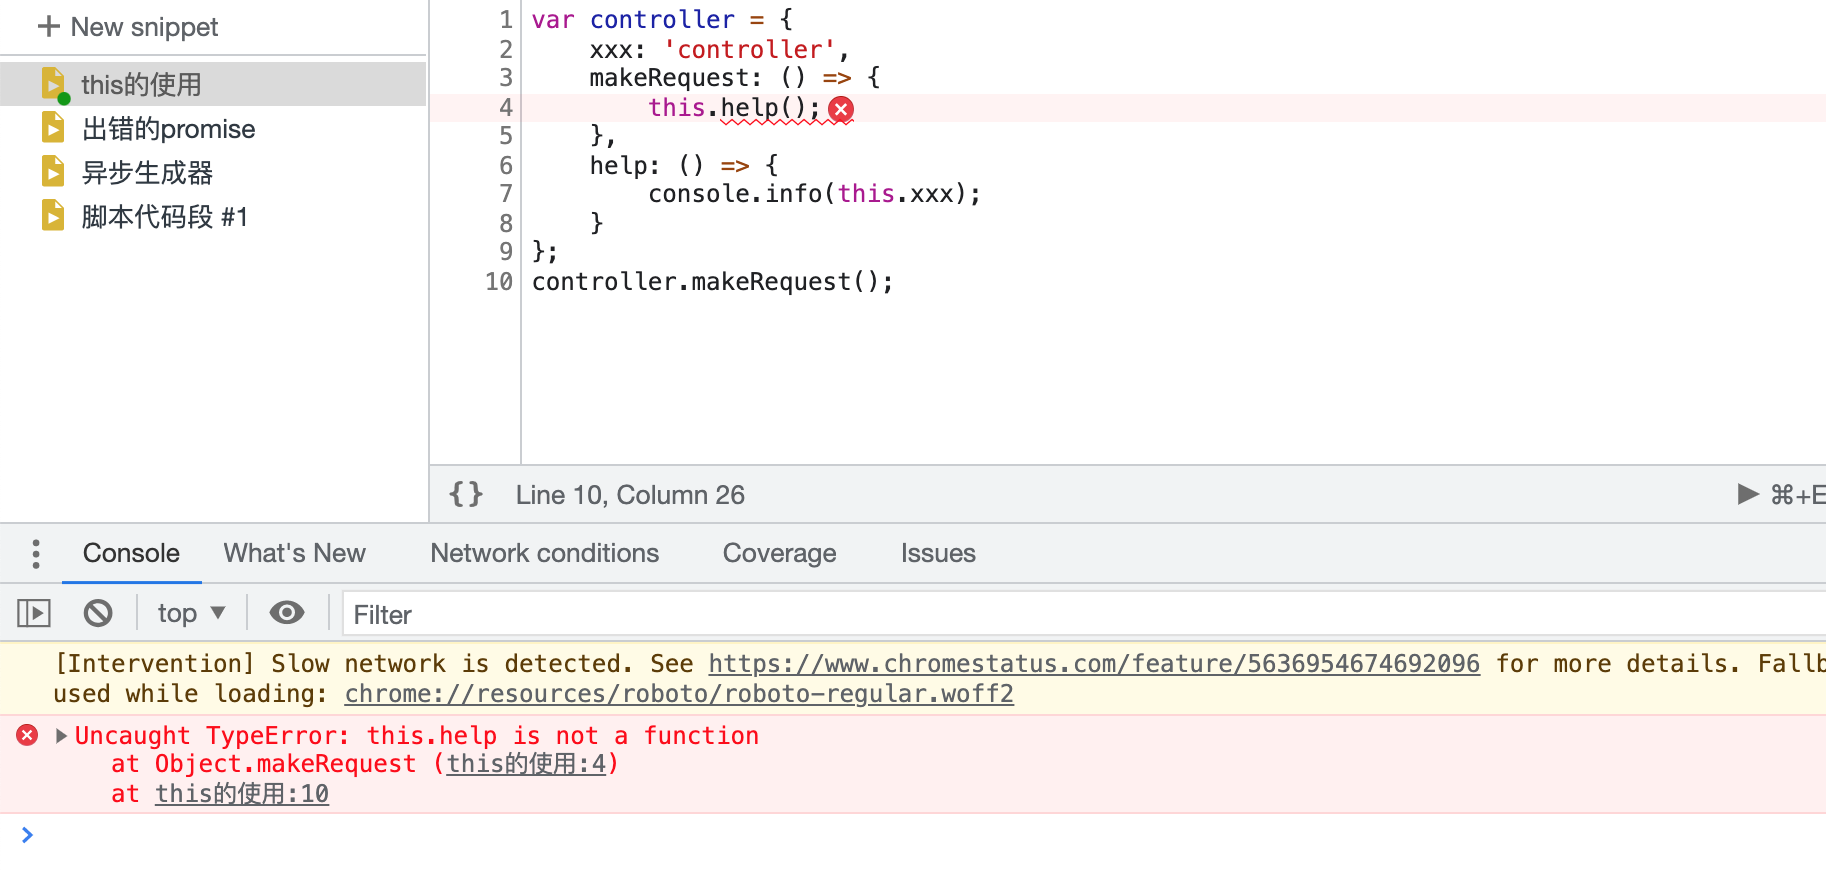 New snippet
this的使用
出错的promise
异步生成器
脚本代码段 #1
1 var controller = {
2     xxx: 'controller',
3     makeRequest: () => {
4         this.help();
5     },
6     help: () => {
7         console.info(this.xxx);
8     }
9 };
10 controller.makeRequest();
{} Line 10, Column 26 ⌘+E
Console What's New Network conditions Coverage Issues
top Filter
[Intervention] Slow network is detected. See https://www.chromestatus.com/feature/5636954674692096 for more details. Fallb
used while loading: chrome://resources/roboto/roboto-regular.woff2
Uncaught TypeError: this.help is not a function
    at Object.makeRequest (this的使用:4)
    at this的使用:10